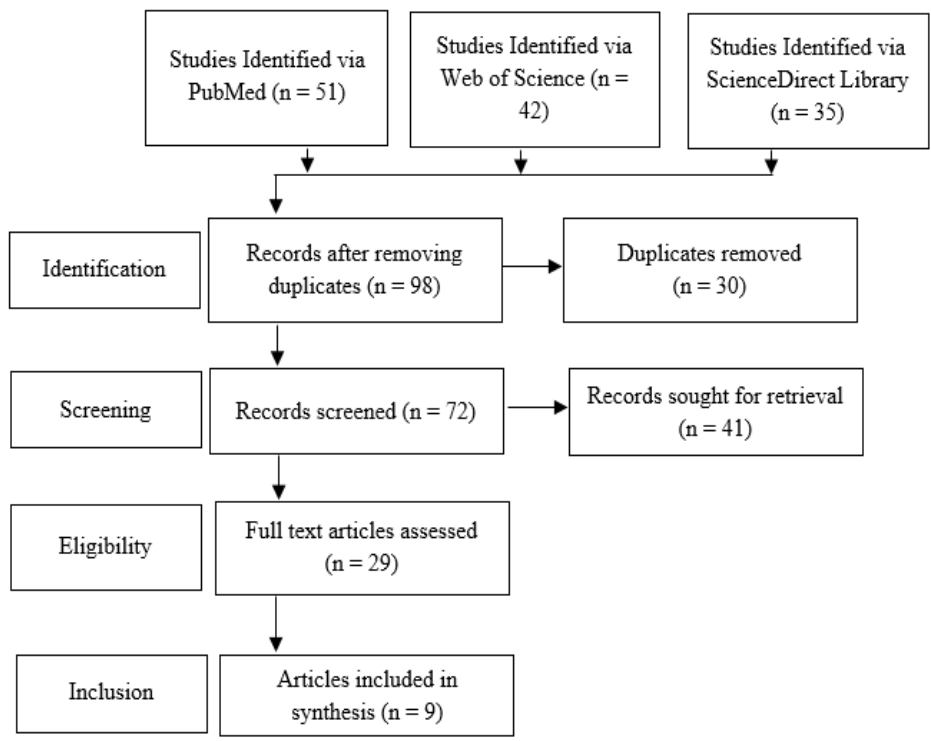 Studies Identified via
PubMed (n = 51)
Studies Identified via
Web of Science (n =
42)
Studies Identified via
ScienceDirect Library
(n = 35)
Identification
Records after removing
duplicates (n = 98)
Duplicates removed
(n = 30)
Screening
Records screened (n = 72)
Records sought for retrieval
(n = 41)
Eligibility
Full text articles assessed
(n = 29)
Inclusion
Articles included in
synthesis (n = 9)